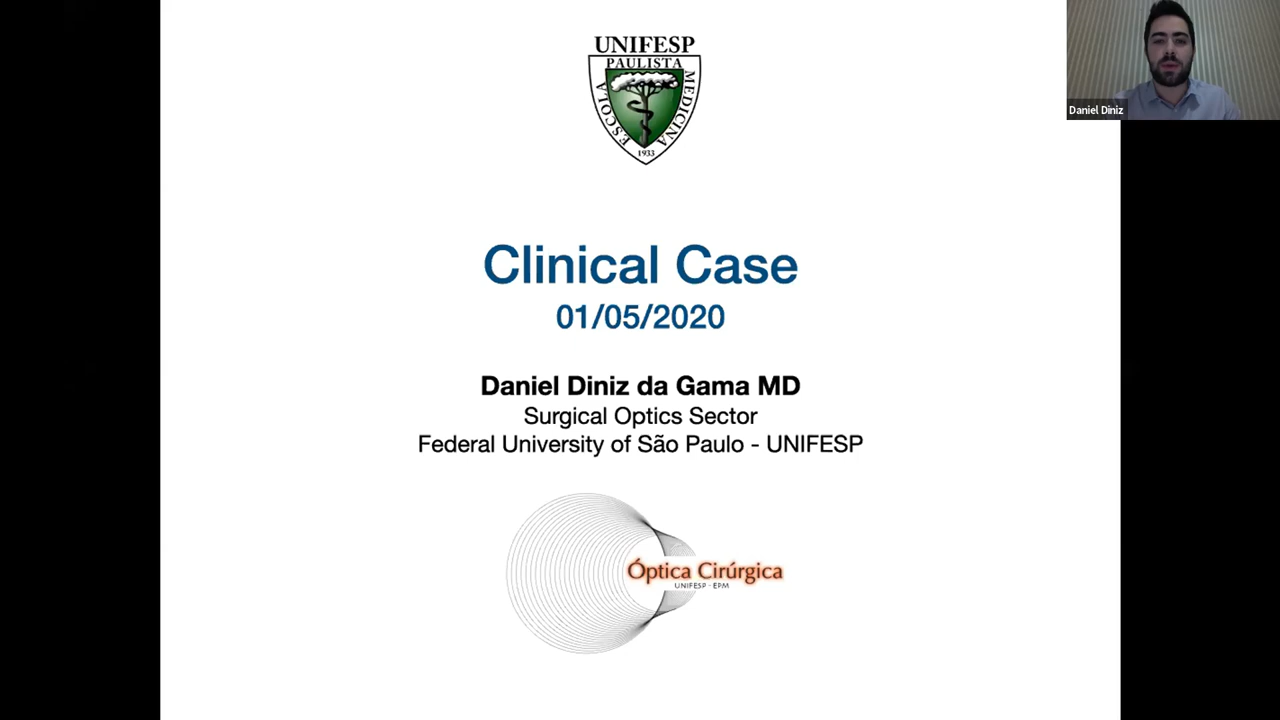 UNIFESP
PAULISTA
ESCOLA
MEDICINA
1933
Daniel Diniz
Clinical Case
01/05/2020
Daniel Diniz da Gama MD
Surgical Optics Sector
Federal University of São Paulo - UNIFESP
Óptica Cirúrgica
UNIFESP - EPM